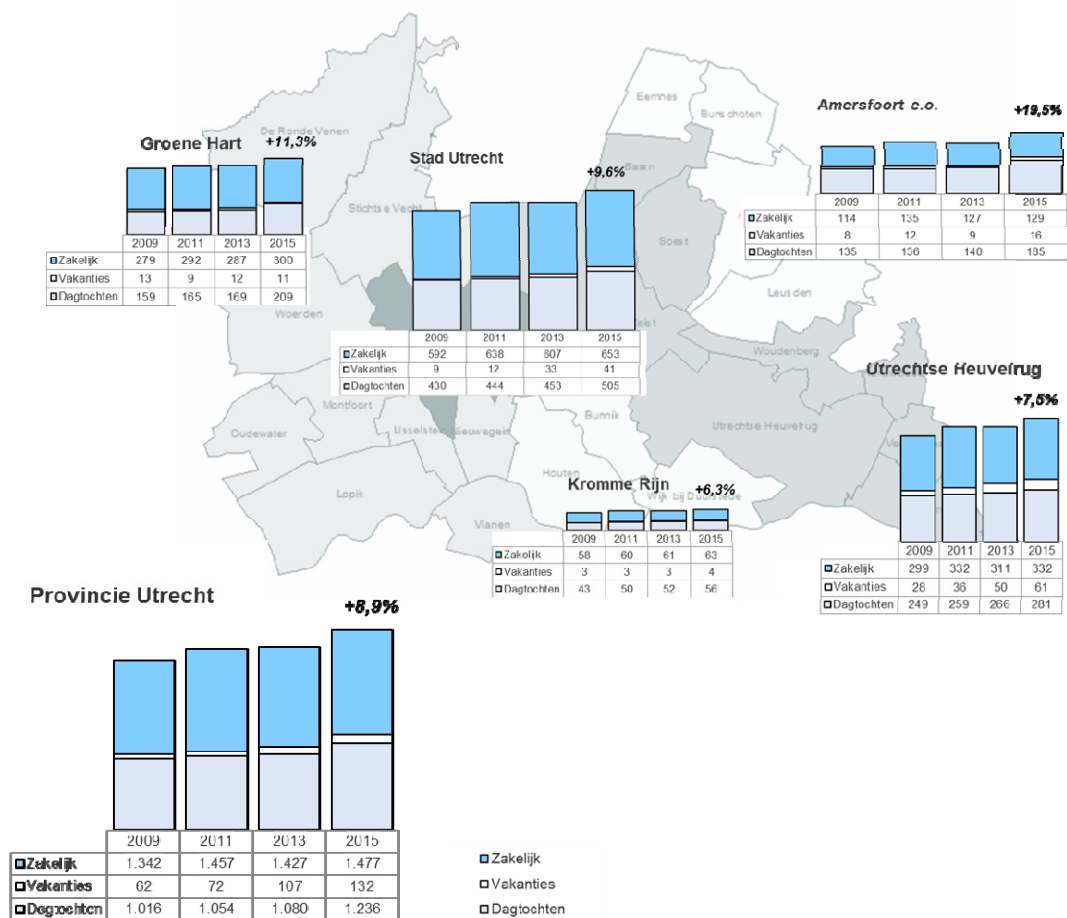 Eemnes
Bunschoten
Amersfoort e.o.
+19,5%
De Ronde Venen
Groene Hart
+11,3%
Stad Utrecht
Baarn
+9,6%
Stichtse Vecht
Soest
2009 2011 2013 2015
Zakelijk 114 135 127 129
Vakanties 8 12 9 16
Dagtochten 135 136 140 185
2009 2011 2013 2015
Zakelijk 279 292 287 300
Vakanties 13 9 12 11
Dagtochten 159 165 169 209
Leusden
Woerden
Zeist
2009 2011 2013 2015
Zakelijk 592 638 607 653
Vakanties 9 12 33 41
Dagtochten 430 444 453 505
Woudenberg
Utrechtse Heuvelrug
+7,5%
Montfoort
Bunnik
Oudewater
IJsselstein
Nieuwegein
Utrechtse Heuvelrug
Houten
Kromme Rijn
Wijk bij Duurstede
+6,3%
Lopik
Vianen
2009 2011 2013 2015
Zakelijk 58 60 61 63
Vakanties 3 3 3 4
Dagtochten 43 50 52 56
2009 2011 2013 2015
Zakelijk 299 332 311 332
Vakanties 28 36 50 61
Dagtochten 249 259 266 281
Provincie Utrecht
+8,9%
2009 2011 2013 2015
Zakelijk 1.342 1.457 1.427 1.477
Vakanties 62 72 107 132
Dagtochten 1.016 1.054 1.080 1.236
Zakelijk
Vakanties
Dagtochten